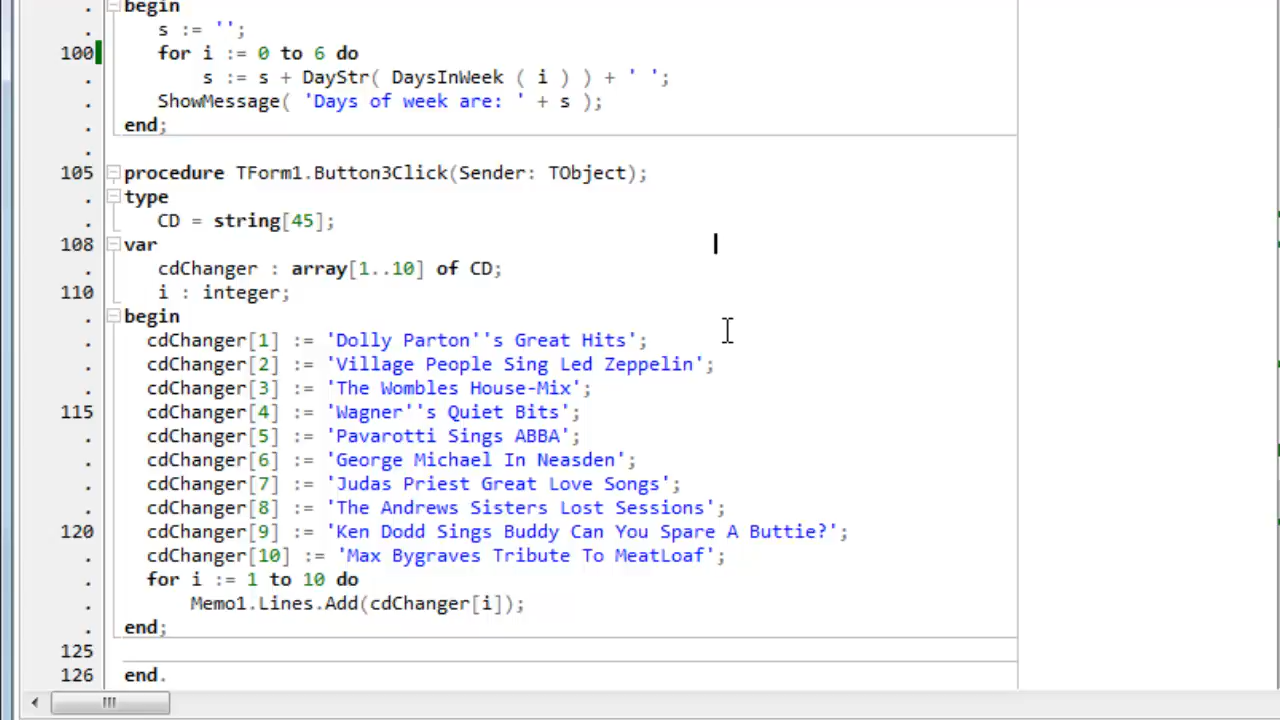 . begin
. s := '';
100 for i := 0 to 6 do
. s := s + DayStr( DaysInWeek ( i ) ) + ' ';
. ShowMessage( 'Days of week are: ' + s );
. end;
.
105 procedure TForm1.Button3Click(Sender: TObject);
. type
. CD = string[45];
108 var
. cdChanger : array[1..10] of CD;
110 i : integer;
. begin
. cdChanger[1] := 'Dolly Parton''s Great Hits';
. cdChanger[2] := 'Village People Sing Led Zeppelin';
. cdChanger[3] := 'The Wombles House-Mix';
115 cdChanger[4] := 'Wagner''s Quiet Bits';
. cdChanger[5] := 'Pavarotti Sings ABBA';
. cdChanger[6] := 'George Michael In Neasden';
. cdChanger[7] := 'Judas Priest Great Love Songs';
. cdChanger[8] := 'The Andrews Sisters Lost Sessions';
120 cdChanger[9] := 'Ken Dodd Sings Buddy Can You Spare A Buttie?';
. cdChanger[10] := 'Max Bygraves Tribute To MeatLoaf';
. for i := 1 to 10 do
. Memo1.Lines.Add(cdChanger[i]);
. end;
125
126 end.